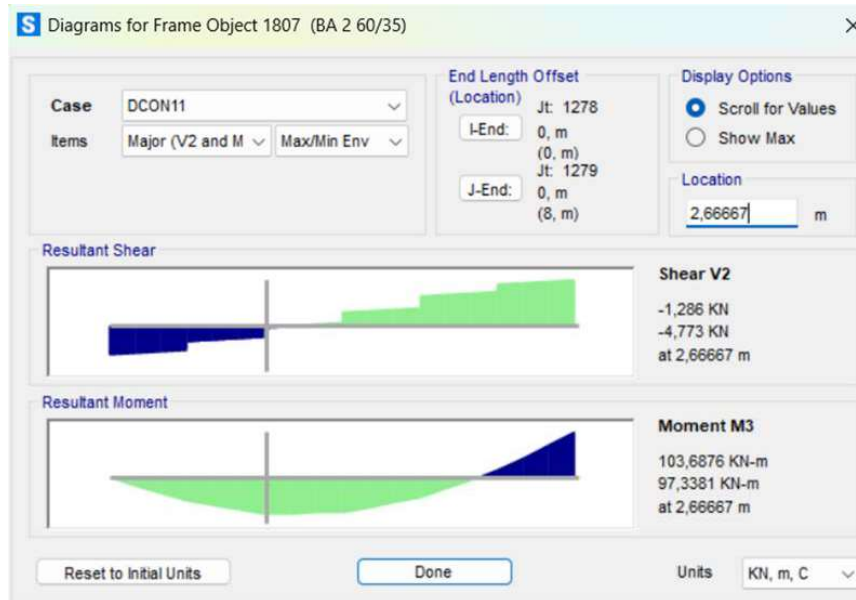 S Diagrams for Frame Object 1807 (BA 2 60/35)
Case DCON11
Items Major (V2 and M Max/Min Env
End Length Offset
(Location)
Jt: 1278
I-End: 0, m
(0, m)
Jt: 1279
J-End: 0, m
(8, m)
Display Options
Scroll for Values
Show Max
Location
2,66667 m
Resultant Shear
Shear V2
-1,286 KN
-4,773 KN
at 2,66667 m
Resultant Moment
Moment M3
103,6876 KN-m
97,3381 KN-m
at 2,66667 m
Reset to Initial Units Done Units KN, m, C